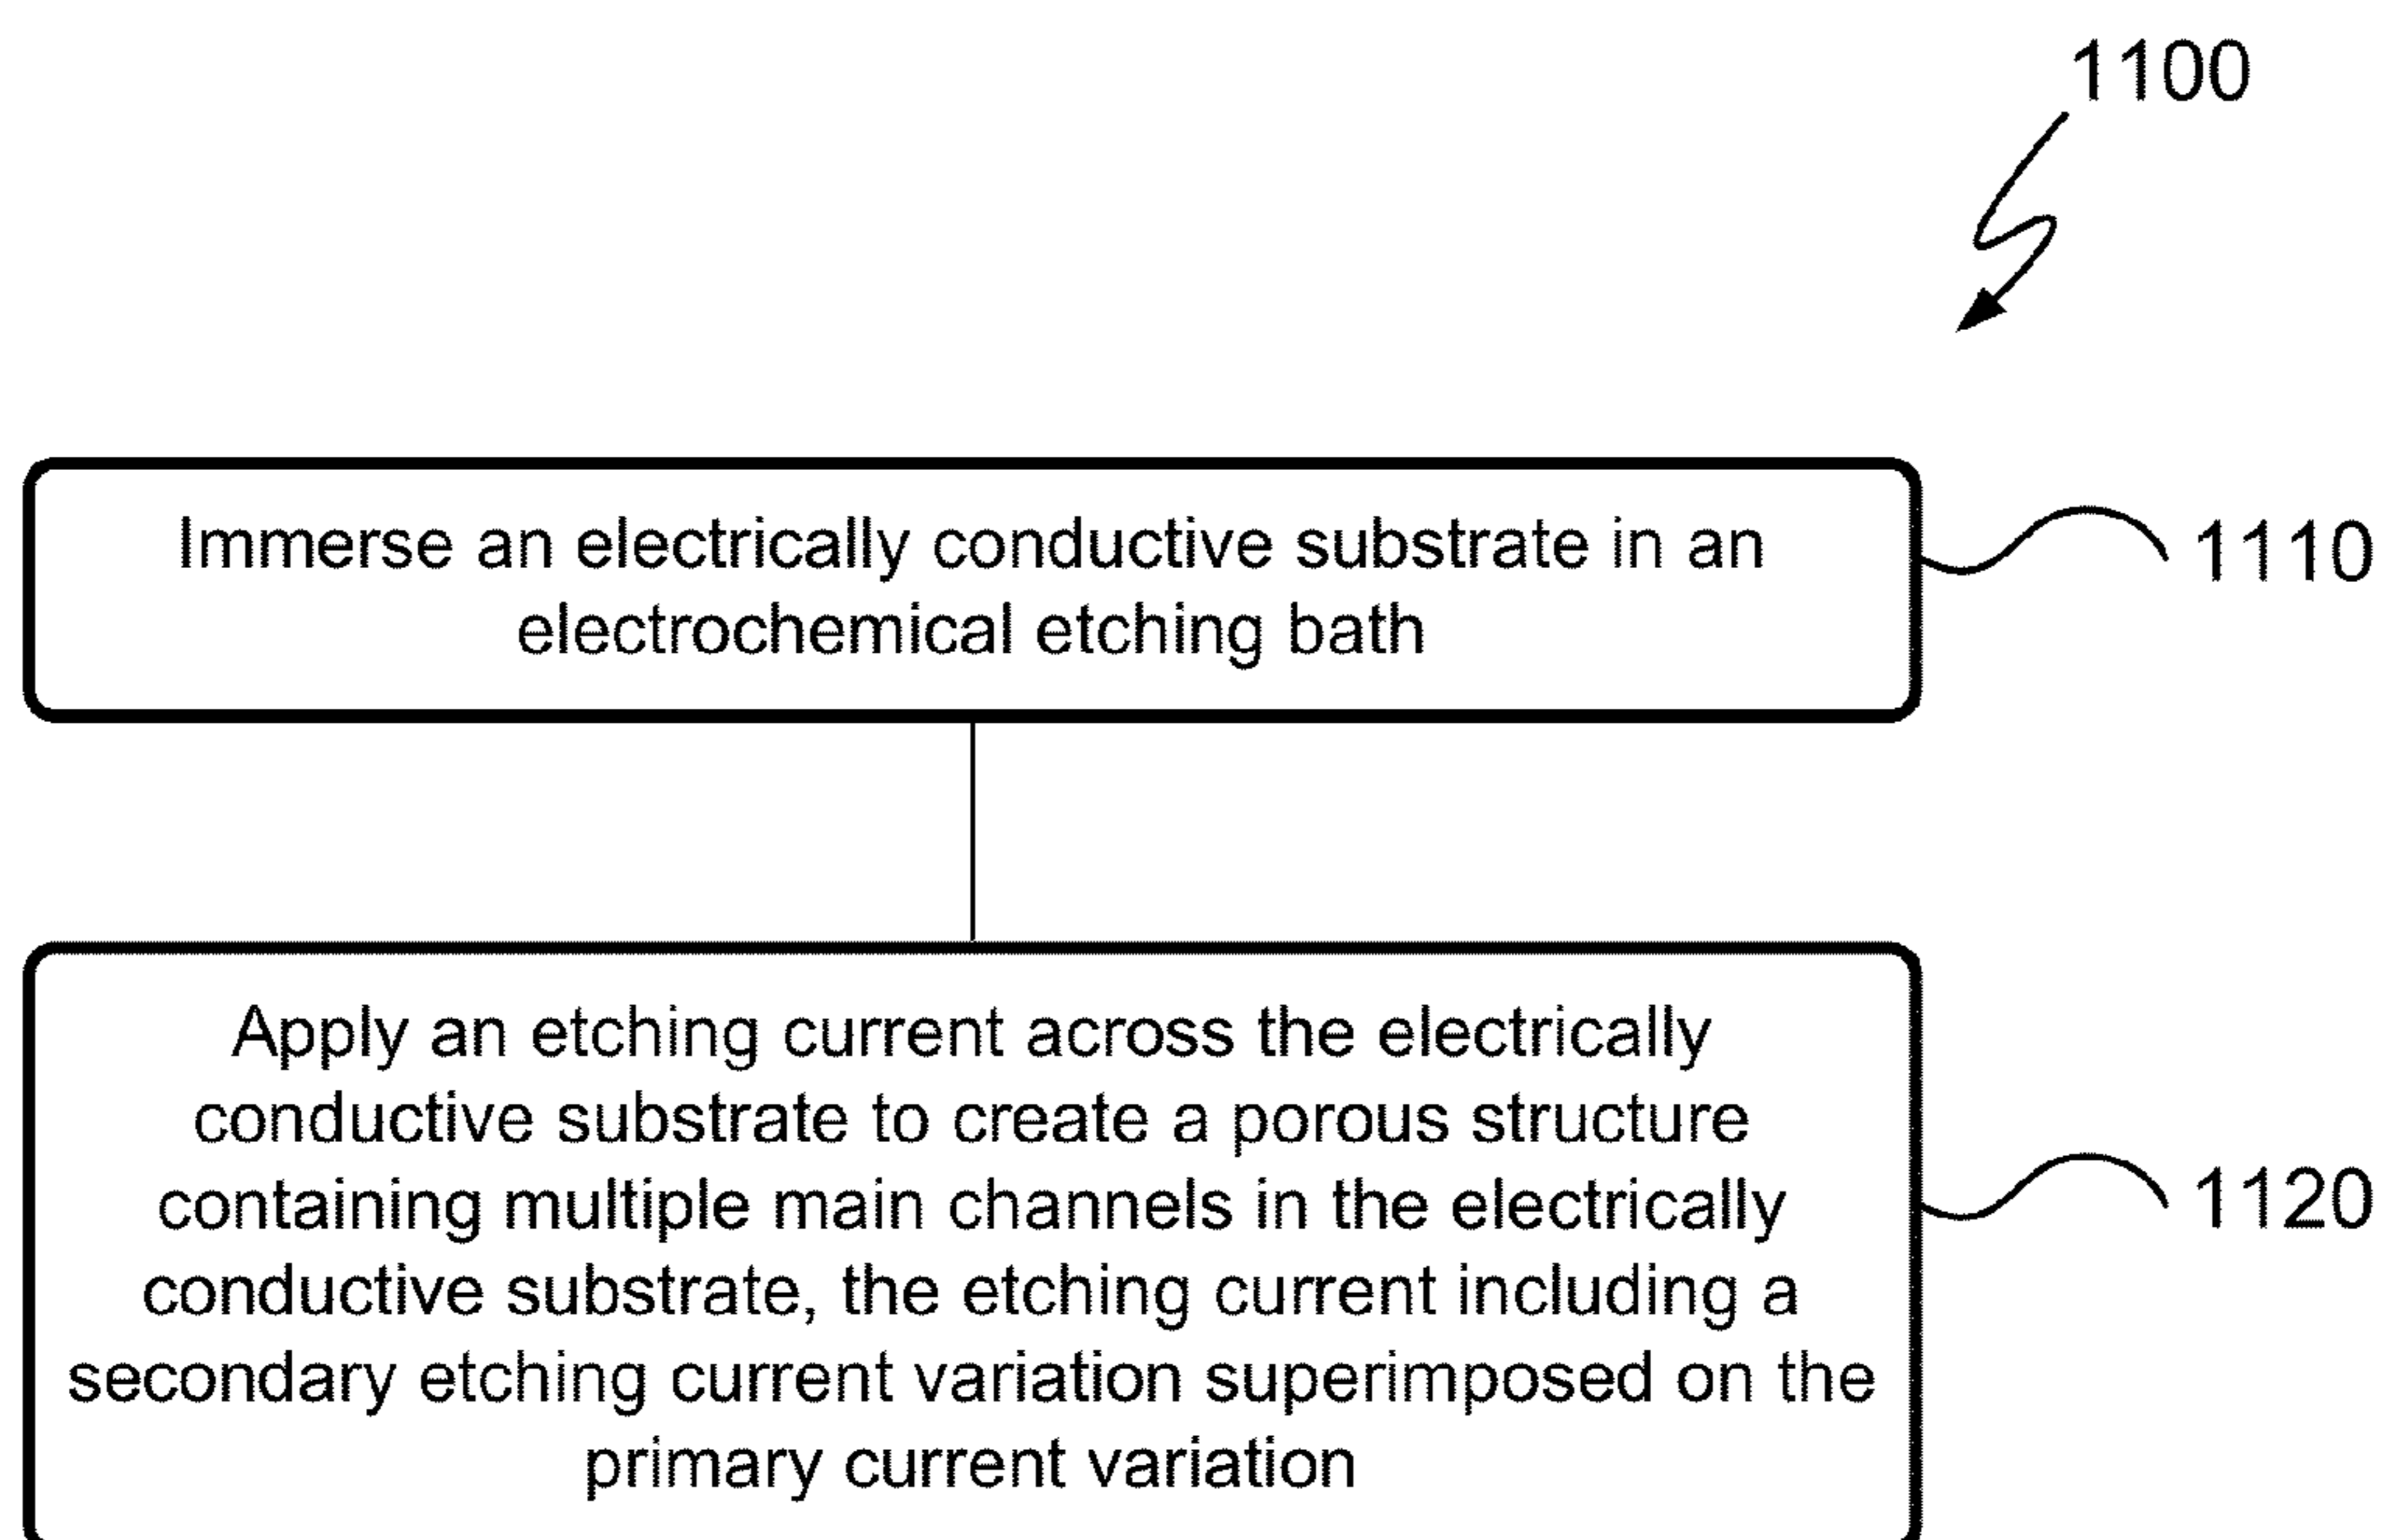 1100
Immerse an electrically conductive substrate in an
electrochemical etching bath
1110
Apply an etching current across the electrically
conductive substrate to create a porous structure
containing multiple main channels in the electrically
conductive substrate, the etching current including a
secondary etching current variation superimposed on the
primary current variation
1120